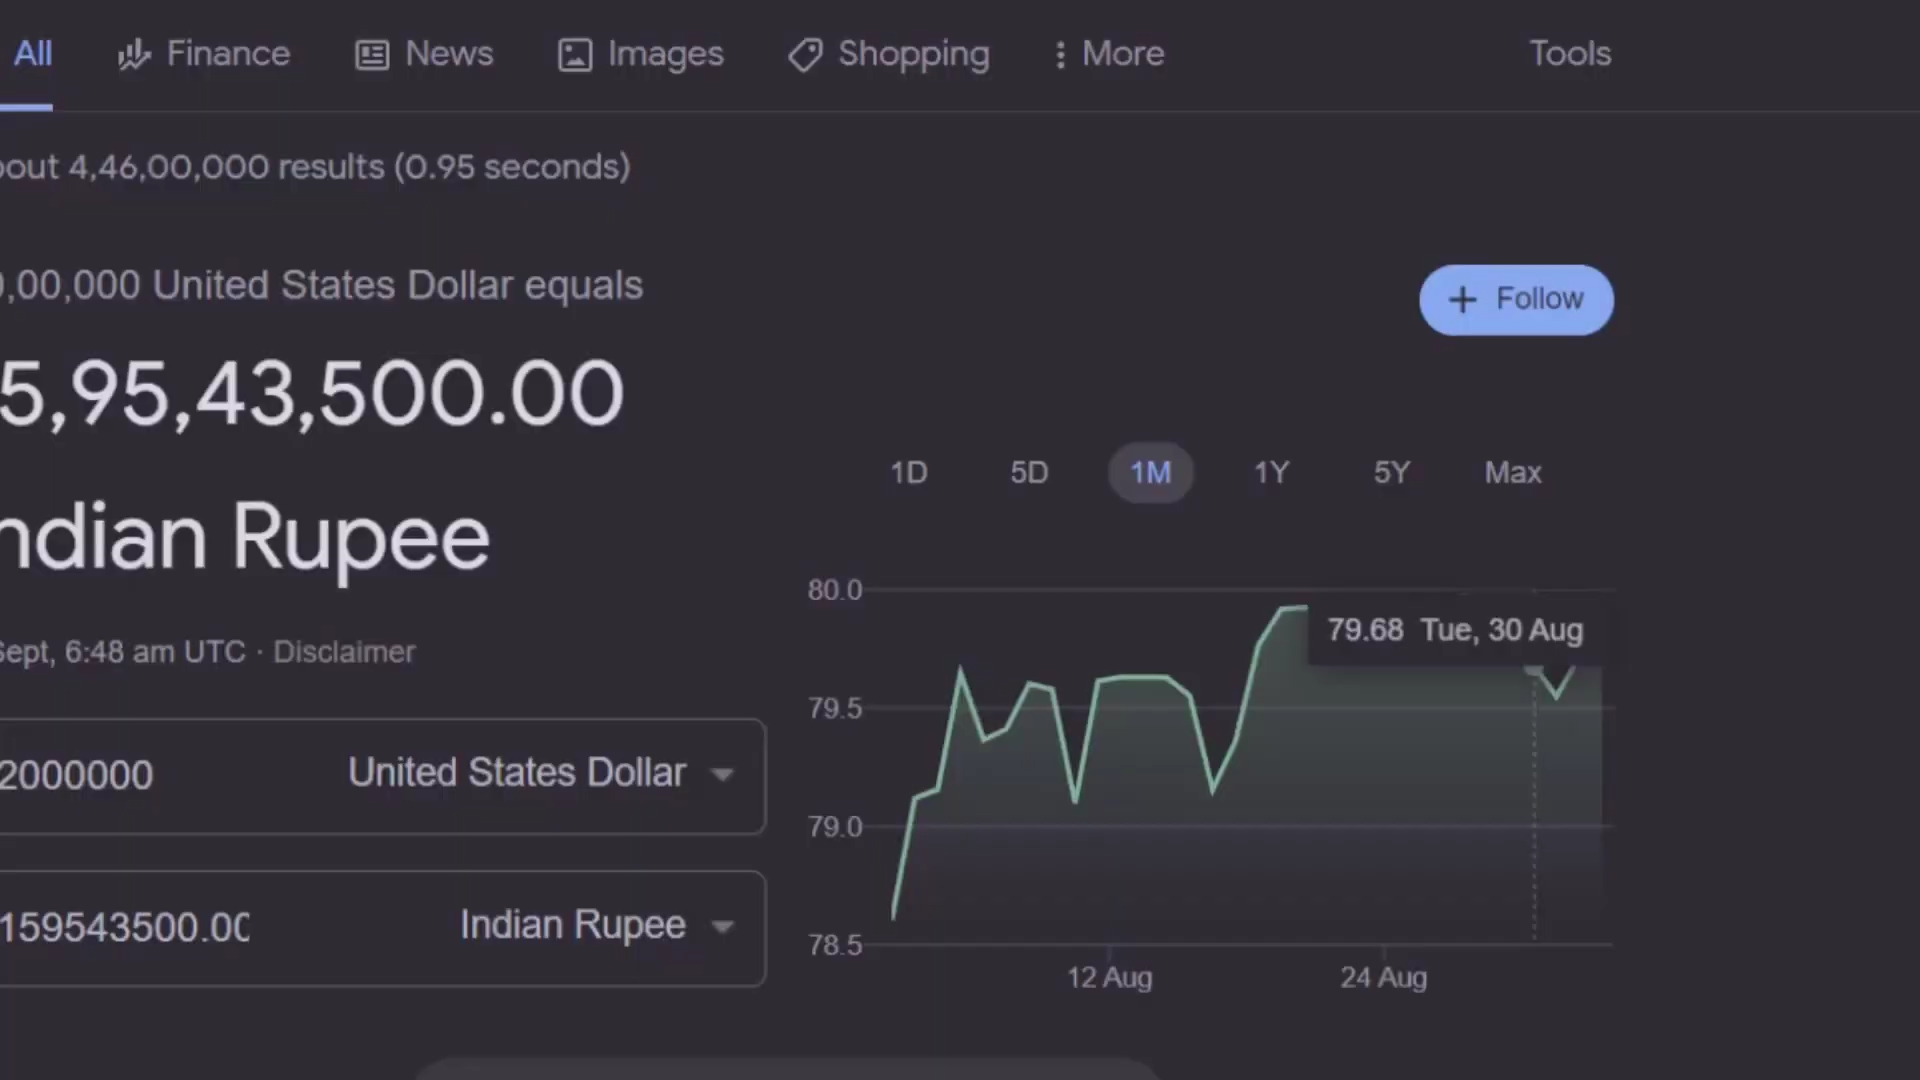 All Finance News Images Shopping More Tools
out 4,46,00,000 results (0.95 seconds)
,00,000 United States Dollar equals
Follow
5,95,43,500.00
ndian Rupee
Sept, 6:48 am UTC · Disclaimer
2000000 United States Dollar
159543500.00 Indian Rupee
1D 5D 1M 1Y 5Y Max
80.0
79.68 Tue, 30 Aug
79.5
79.0
78.5
12 Aug 24 Aug